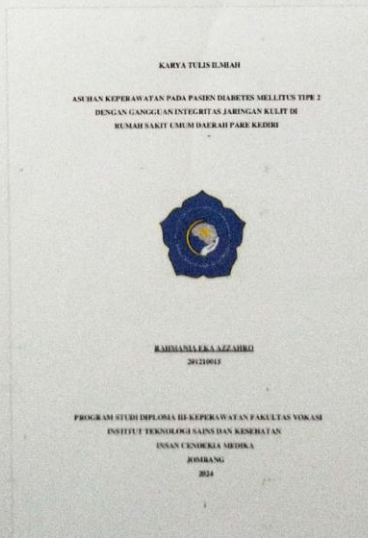 KARYA TULIS ILMIAH
ASUHAN KEPERAWATAN PADA PASIEN DIABETES MELLITUS TIPE 2
DENGAN GANGGUAN INTEGRITAS JARINGAN KULIT DI
RUMAH SAKIT UMUM DAERAH PARE KEDIRI
RAHMANIA EKA AZZAHRO
201210015
PROGRAM STUDI DIPLOMA III-KEPERAWATAN FAKULTAS VOKASI
INSTITUT TEKNOLOGI SAINS DAN KESEHATAN
INSAN CENDEKIA MEDIKA
JOMBANG
2024